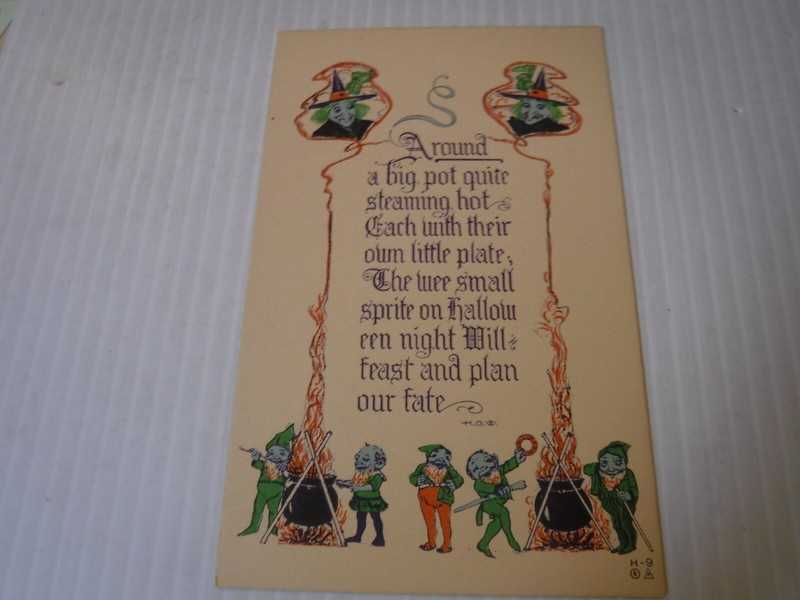 Around
a big pot quite
steaming hot
Each with their
own little plate,
The wee small
sprite on Hallow
een night Will
feast and plan
our fate
H-9